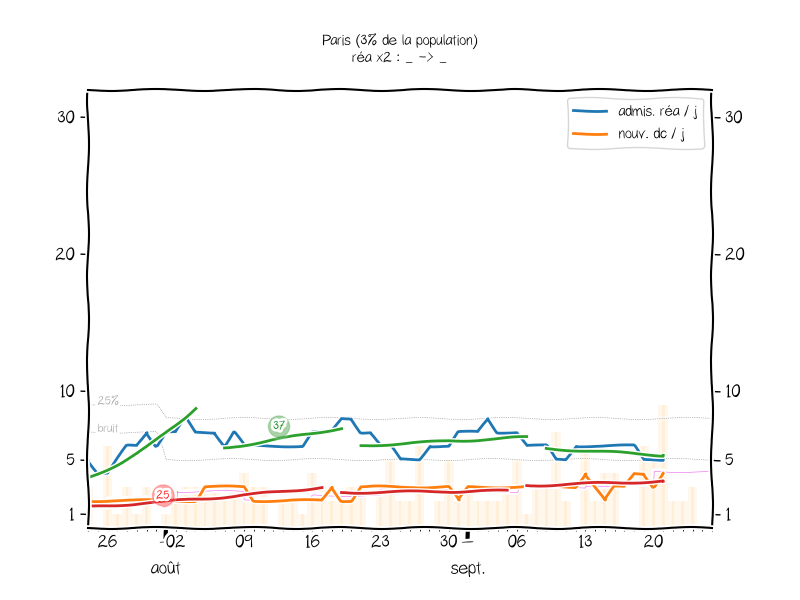 Paris (3% de la population)
réa x2 : _ -> _
admis. réa / j
nouv. dc / j
30 30
20 20
10 10
25%
bruit
37
5 5
25
1 1
26 02 09 16 23 30 06 13 20
août sept.